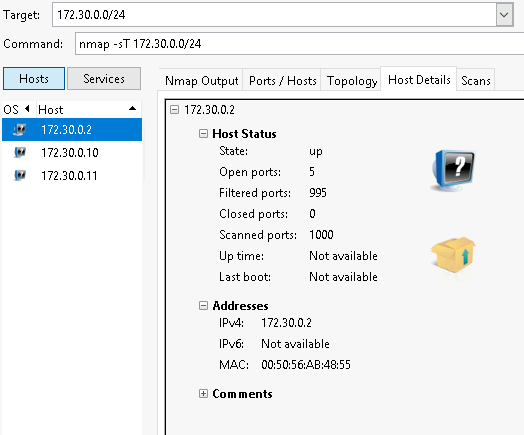 Target: 172.30.0.0/24
Command: nmap -sT 172.30.0.0/24
Hosts Services
Nmap Output Ports / Hosts Topology Host Details Scans
OS Host
172.30.0.2
172.30.0.10
172.30.0.11
172.30.0.2
Host Status
State: up
Open ports: 5
Filtered ports: 995
Closed ports: 0
Scanned ports: 1000
Up time: Not available
Last boot: Not available
Addresses
IPv4: 172.30.0.2
IPv6: Not available
MAC: 00:50:56:AB:48:55
Comments